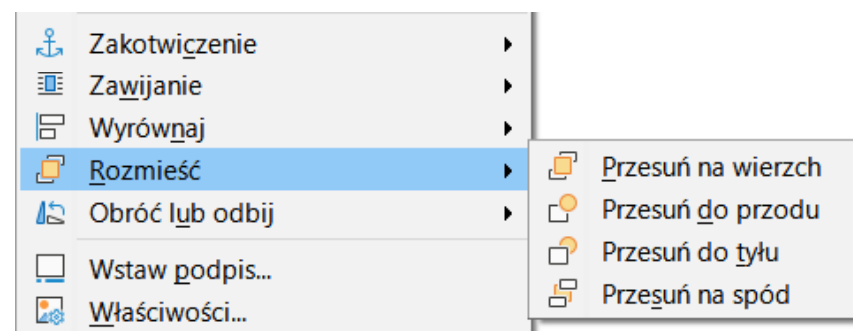 Zakotwiczenie
Zawijanie
Wyrównaj
Rozmieść
Obróć lub odbij
Wstaw podpis...
Właściwości...
Przesuń na wierzch
Przesuń do przodu
Przesuń do tyłu
Przesuń na spód